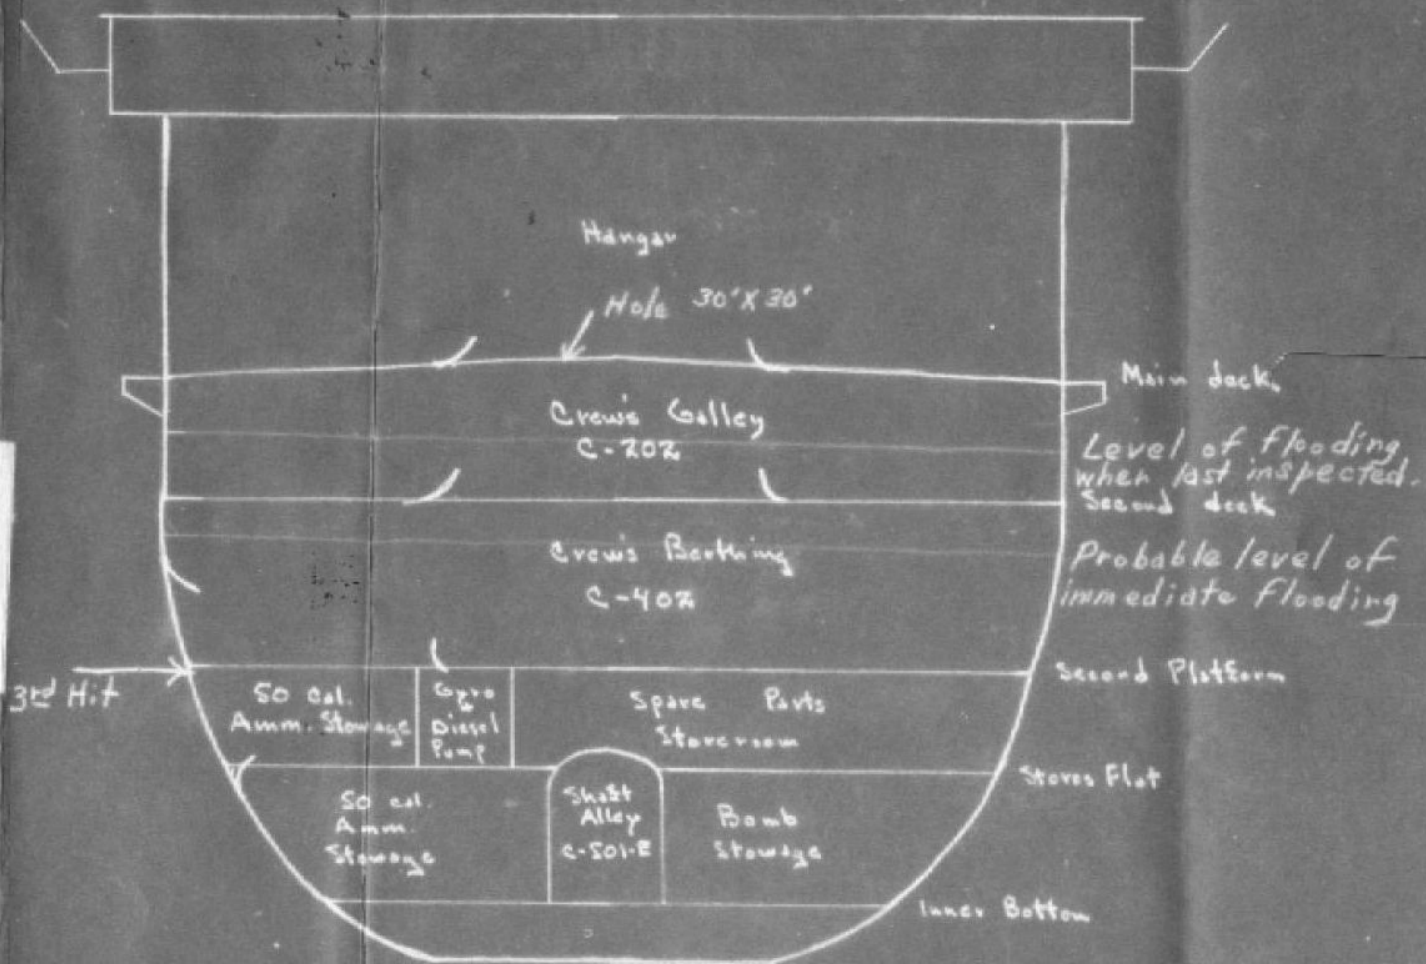 Hangar
Hole 30'X30'
Main deck
Crew's Galley
C-202
Level of flooding
when last inspected.
Second deck
Crew's Berthing
C-402
Probable level of
immediate flooding
3rd Hit
Second Platform
50 Cal.
Amm. Stowage
Gyro
&
Diesel
Pump
Spare Parts
Storeroom
Stores Flat
50 cal.
Amm.
Stowage
Shaft
Alley
C-501-E
Bomb
Stowage
Inner Bottom